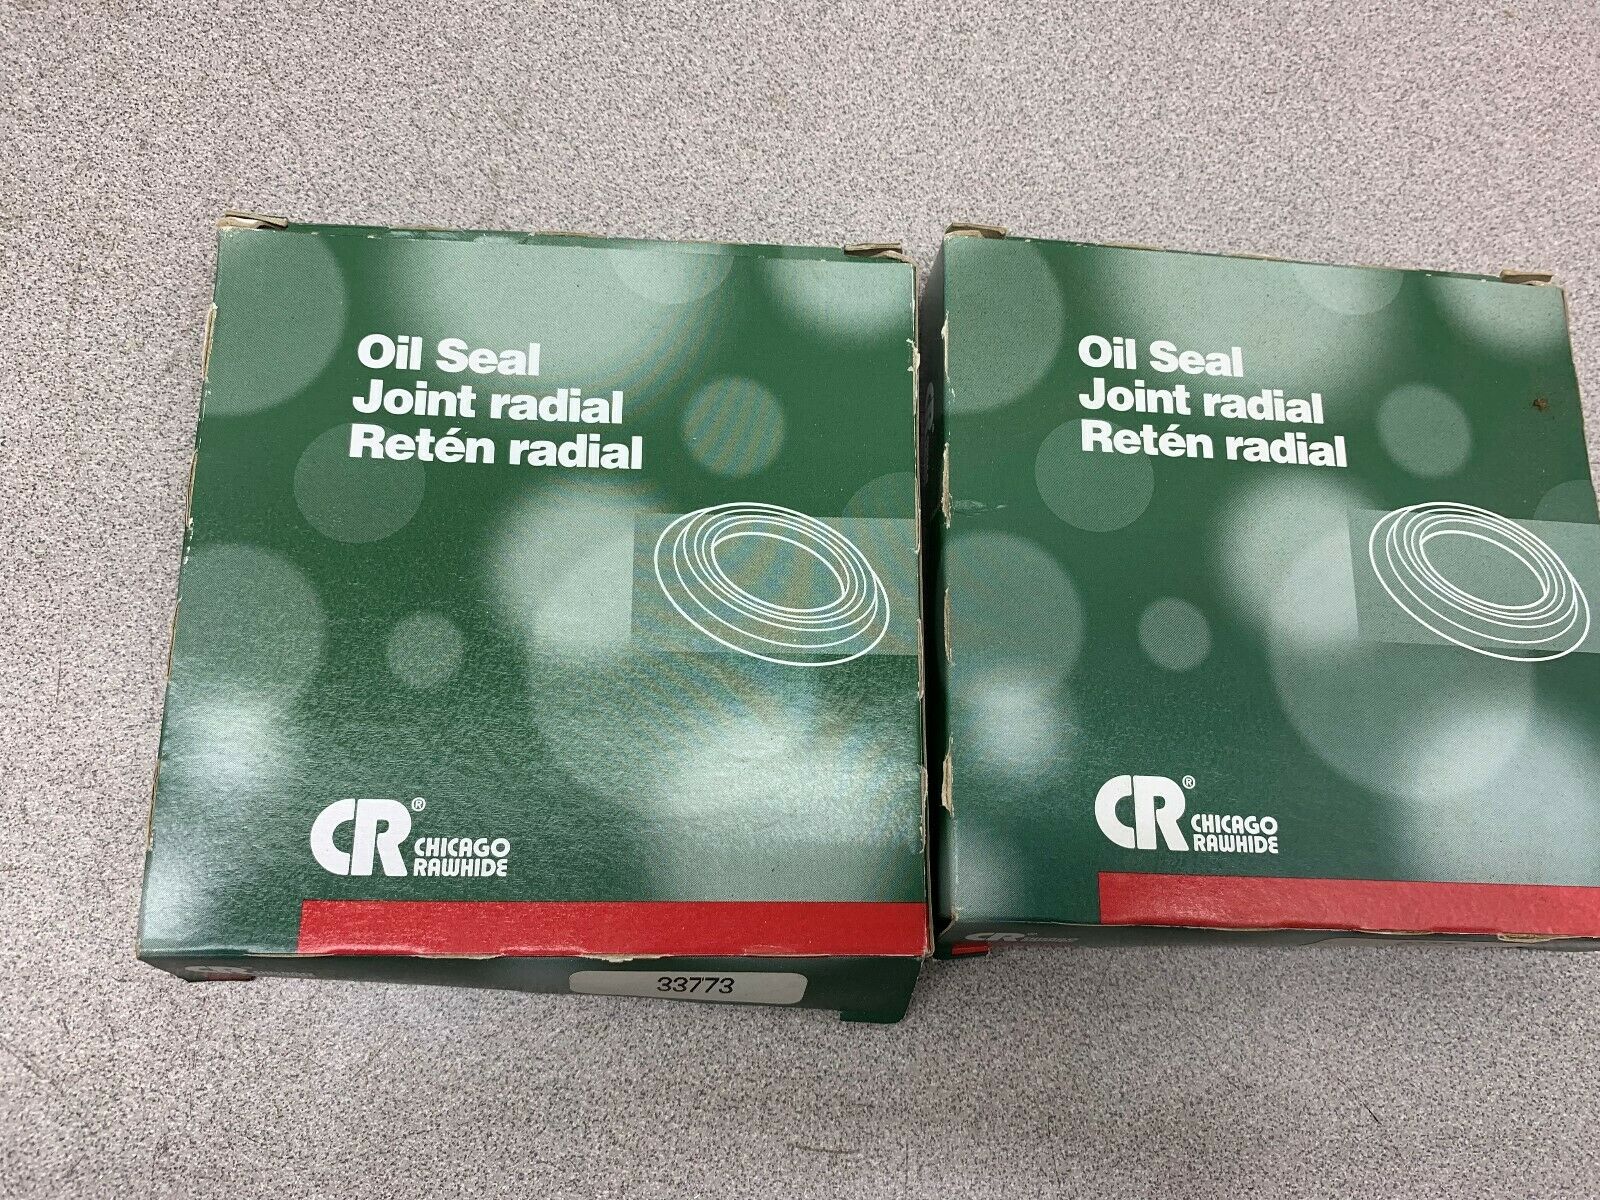 Oil Seal
Joint radial
Retén radial
CR®
CHICAGO
RAWHIDE
33773
Oil Seal
Joint radial
Retén radial
CR®
CHICAGO
RAWHIDE
CR